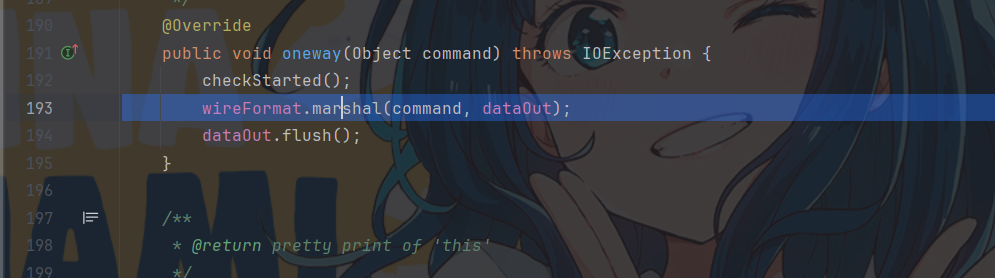 190 @Override
191 public void oneway(Object command) throws IOException {
192 checkStarted();
193 wireFormat.marshal(command, dataOut);
194 dataOut.flush();
195 }
196
197 /**
198 * @return pretty print of 'this'
199 */